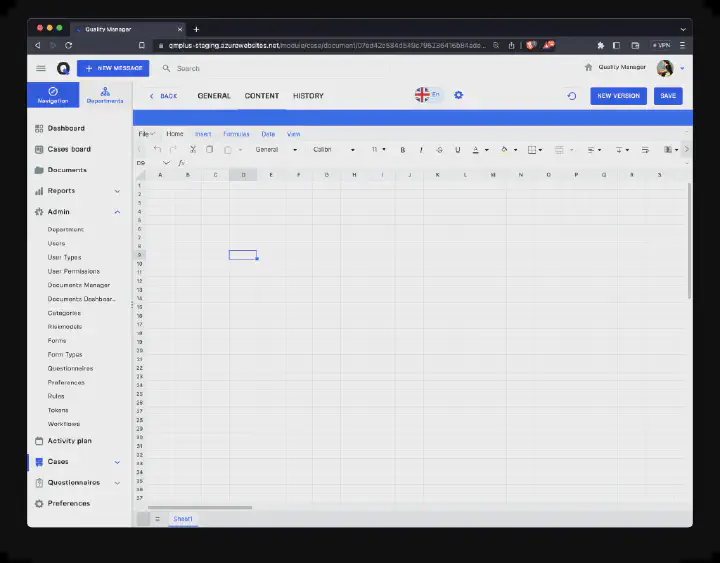 Quality Manager
qmplus-staging.azurewebsites.net/module/case/document/
VPN
NEW MESSAGE
Search
Quality Manager
Navigation
Departments
BACK
GENERAL
CONTENT
HISTORY
En
NEW VERSION
SAVE
File
Home
Insert
Formulas
Data
View
General
Calibri
11
B
I
S
U
A
D9
fx
A B C D E F G H I J K L M N O P Q R S
1
2
3
4
5
6
7
8
9
10
11
12
13
14
15
16
17
18
19
20
21
22
23
24
25
26
27
28
29
30
31
32
33
34
35
36
37
Dashboard
Cases board
Documents
Reports
Admin
Department
Users
User Types
User Permissions
Documents Manager
Documents Dashboar...
Categories
Riskmodels
Forms
Form Types
Questionnaires
Preferences
Rules
Tokens
Workflows
Activity plan
Cases
Questionnaires
Preferences
Sheet1